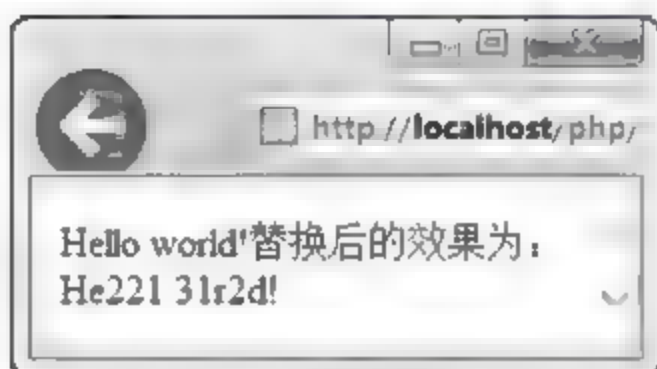 http://localhost/php/
Hello world!替换后的效果为：
He221 31r2d!